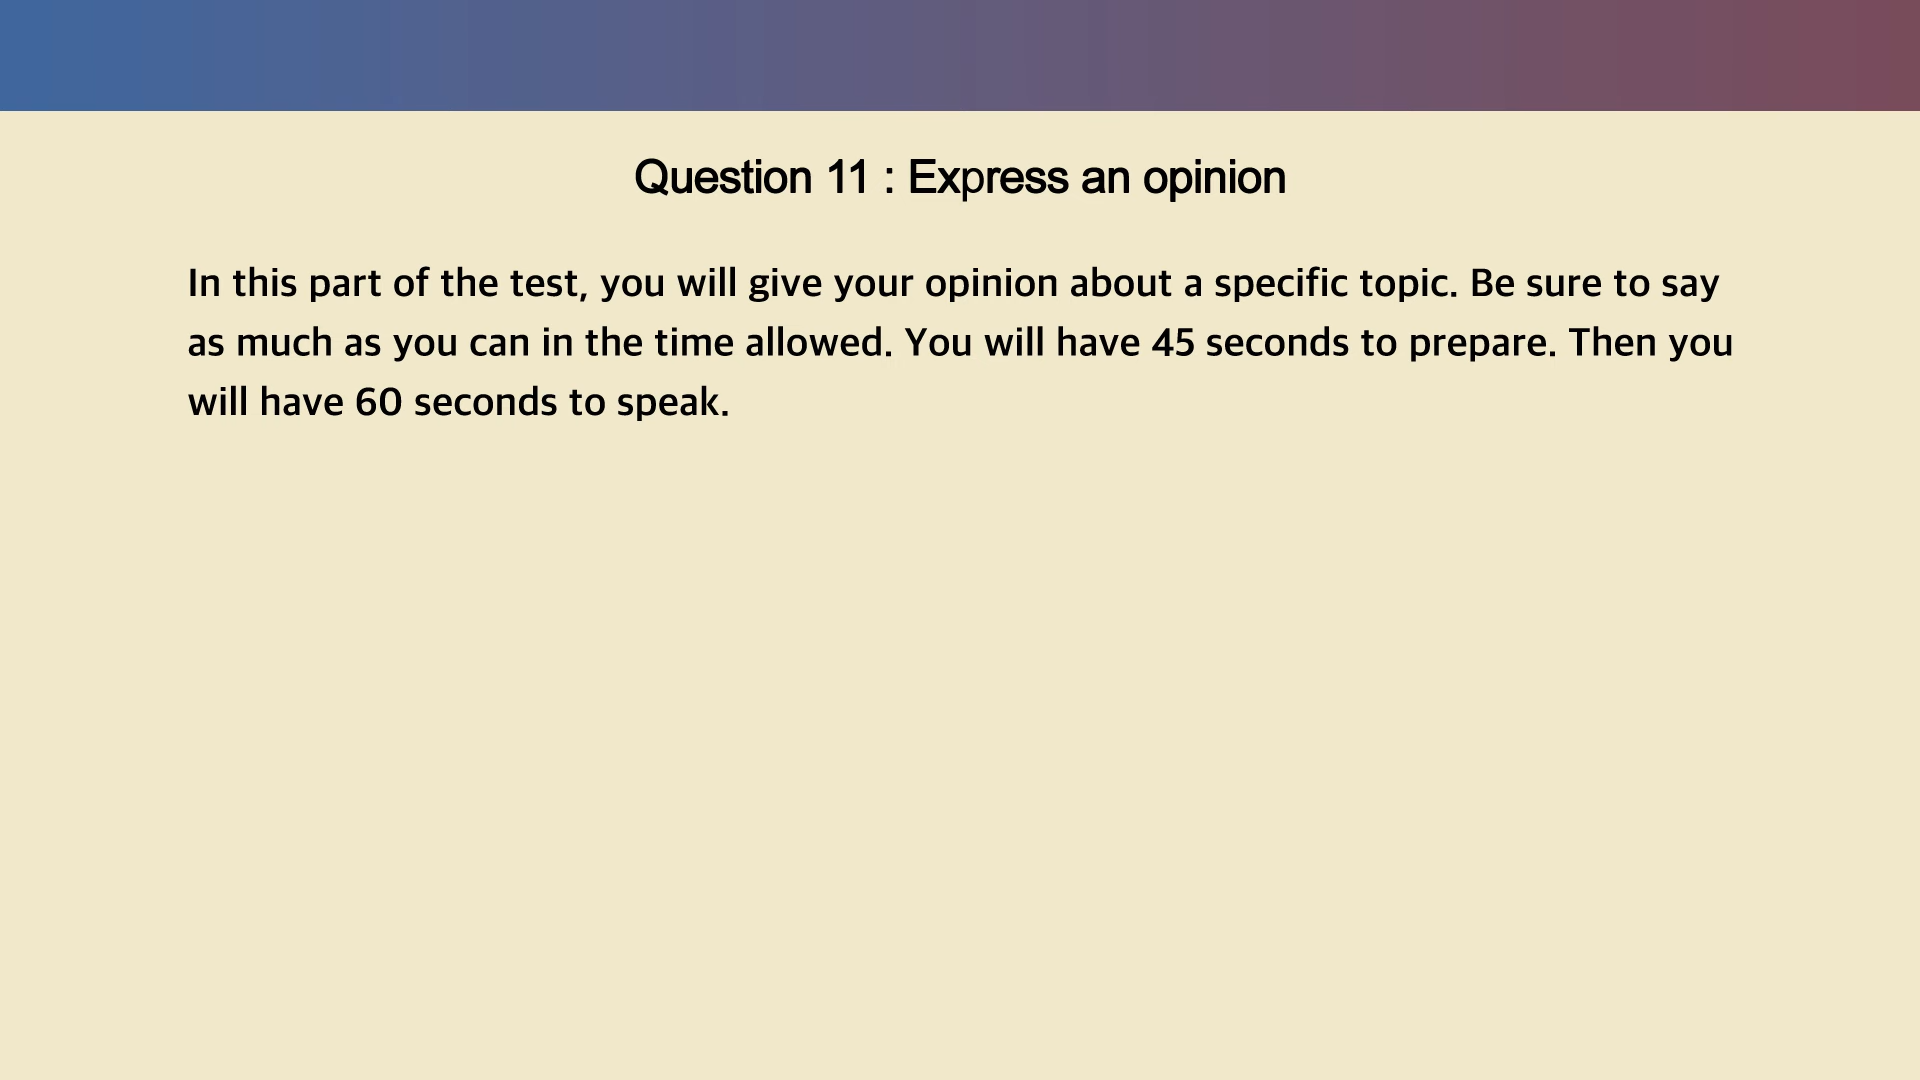 Question 11 : Express an opinion
In this part of the test, you will give your opinion about a specific topic. Be sure to say
as much as you can in the time allowed. You will have 45 seconds to prepare. Then you
will have 60 seconds to speak.